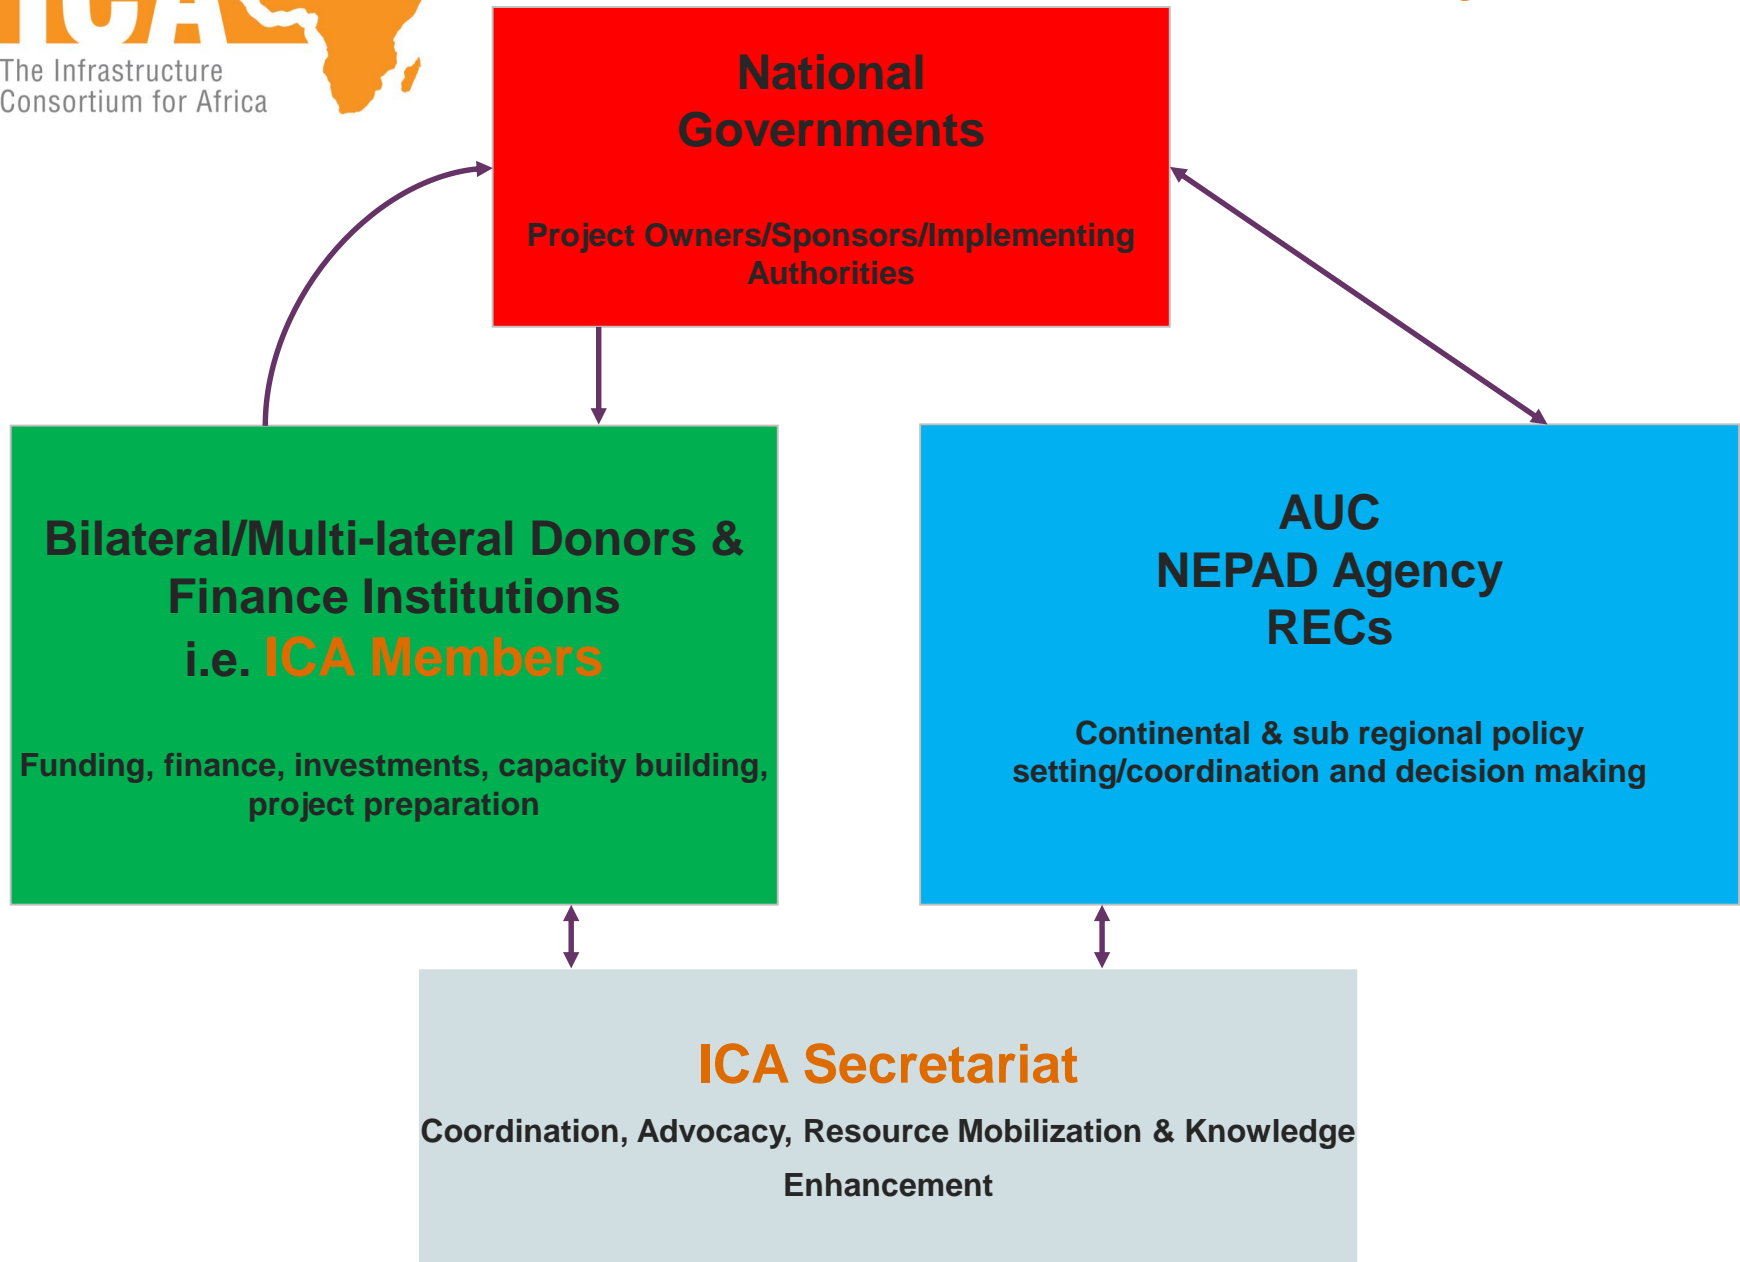 ICA
The Infrastructure
Consortium for Africa
National
Governments
Project Owners/Sponsors/Implementing
Authorities
Bilateral/Multi-lateral Donors &
Finance Institutions
i.e. ICA Members
Funding, finance, investments, capacity building,
project preparation
AUC
NEPAD Agency
RECs
Continental & sub regional policy
setting/coordination and decision making
ICA Secretariat
Coordination, Advocacy, Resource Mobilization & Knowledge
Enhancement